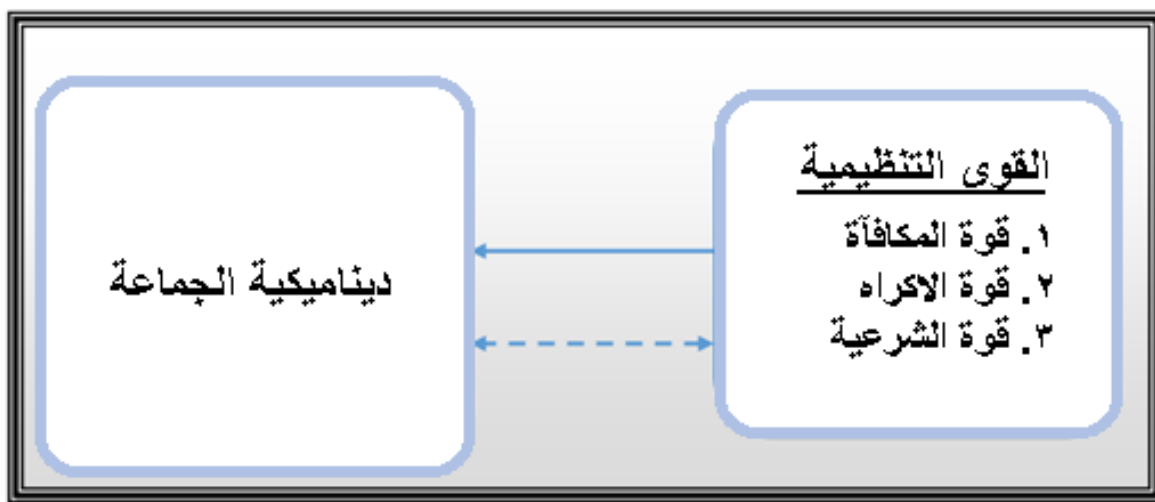 القوى التنظيمية
١. قوة المكافآة
٢. قوة الاكراه
٣. قوة الشرعية
ديناميكية الجماعة